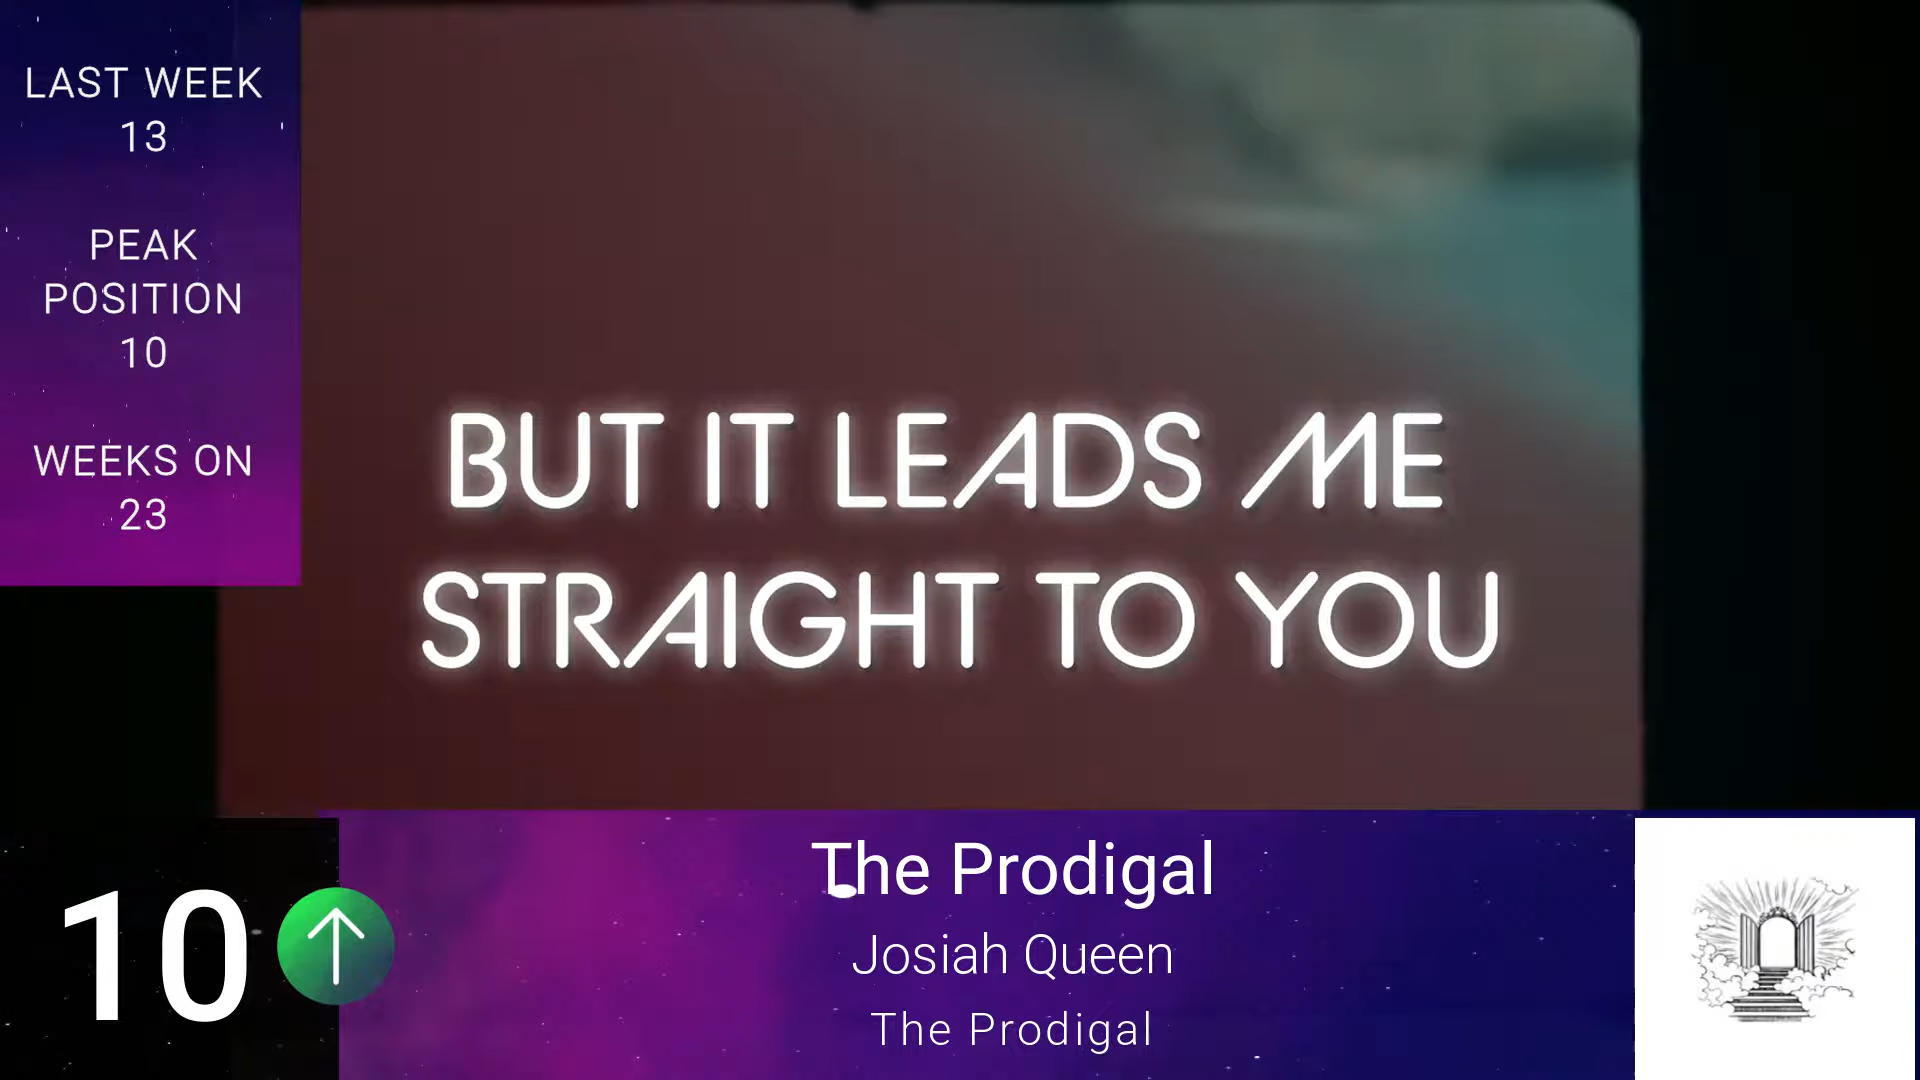 LAST WEEK
13
PEAK
POSITION
10
WEEKS ON
23
BUT IT LEADS ME
STRAIGHT TO YOU
10
The Prodigal
Josiah Queen
The Prodigal